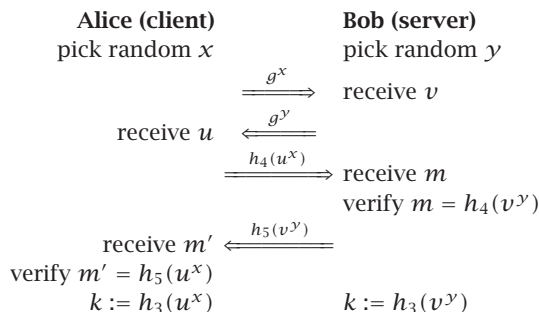 Alice (client) Bob (server)
pick random x pick random y
g^x
receive v
g^y
receive u
h_4(u^x)
receive m
verify m = h_4(v^y)
h_5(v^y)
receive m′
verify m′ = h_5(u^x)
k := h_3(u^x) k := h_3(v^y)